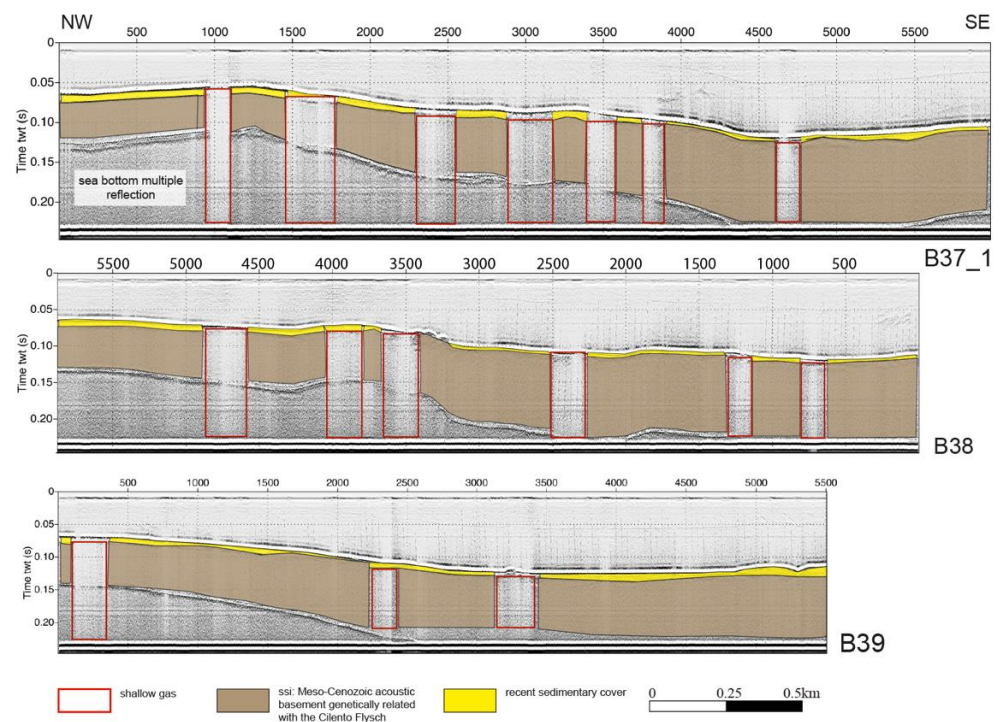 NW
SE
500 1000 1500 2000 2500 3000 3500 4000 4500 5000 5500
0
0.05
0.10
0.15
0.20
Time twt (s)
sea bottom multiple
reflection
B37_1
5500 5000 4500 4000 3500 3000 2500 2000 1500 1000 500
0
0.05
0.10
0.15
0.20
Time twt (s)
B38
500 1000 1500 2000 2500 3000 3500 4000 4500 5000 5500
0
0.05
0.10
0.15
0.20
Time twt (s)
B39
shallow gas
ssi: Meso-Cenozoic acoustic
basement genetically related
with the Cilento Flysch
recent sedimentary cover
0 0.25 0.5km